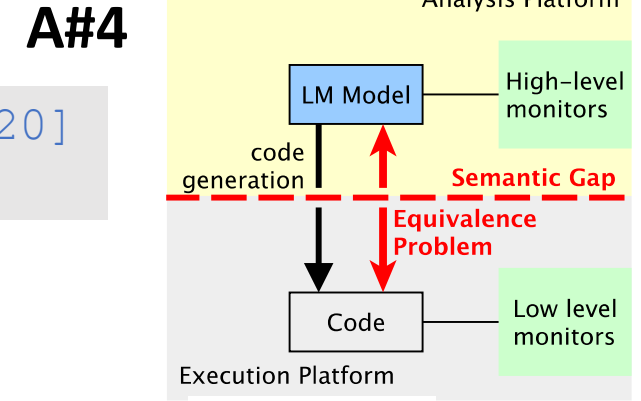 Analysis Platform
A#4
20]
LM Model
High-level
monitors
code
generation
Semantic Gap
Equivalence
Problem
Code
Low level
monitors
Execution Platform